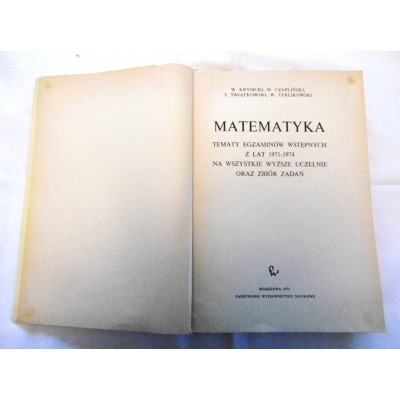 W. KRYSICKI, W. CZAPLIŃSKI,
T. ŚWIĄTKOWSKI, W. TERLIKOWSKI
MATEMATYKA
TEMATY EGZAMINÓW WSTĘPNYCH
Z LAT 1971-1974
NA WSZYSTKIE WYŻSZE UCZELNIE
ORAZ ZBIÓR ZADAŃ
WARSZAWA 1975
PAŃSTWOWE WYDAWNICTWO NAUKOWE